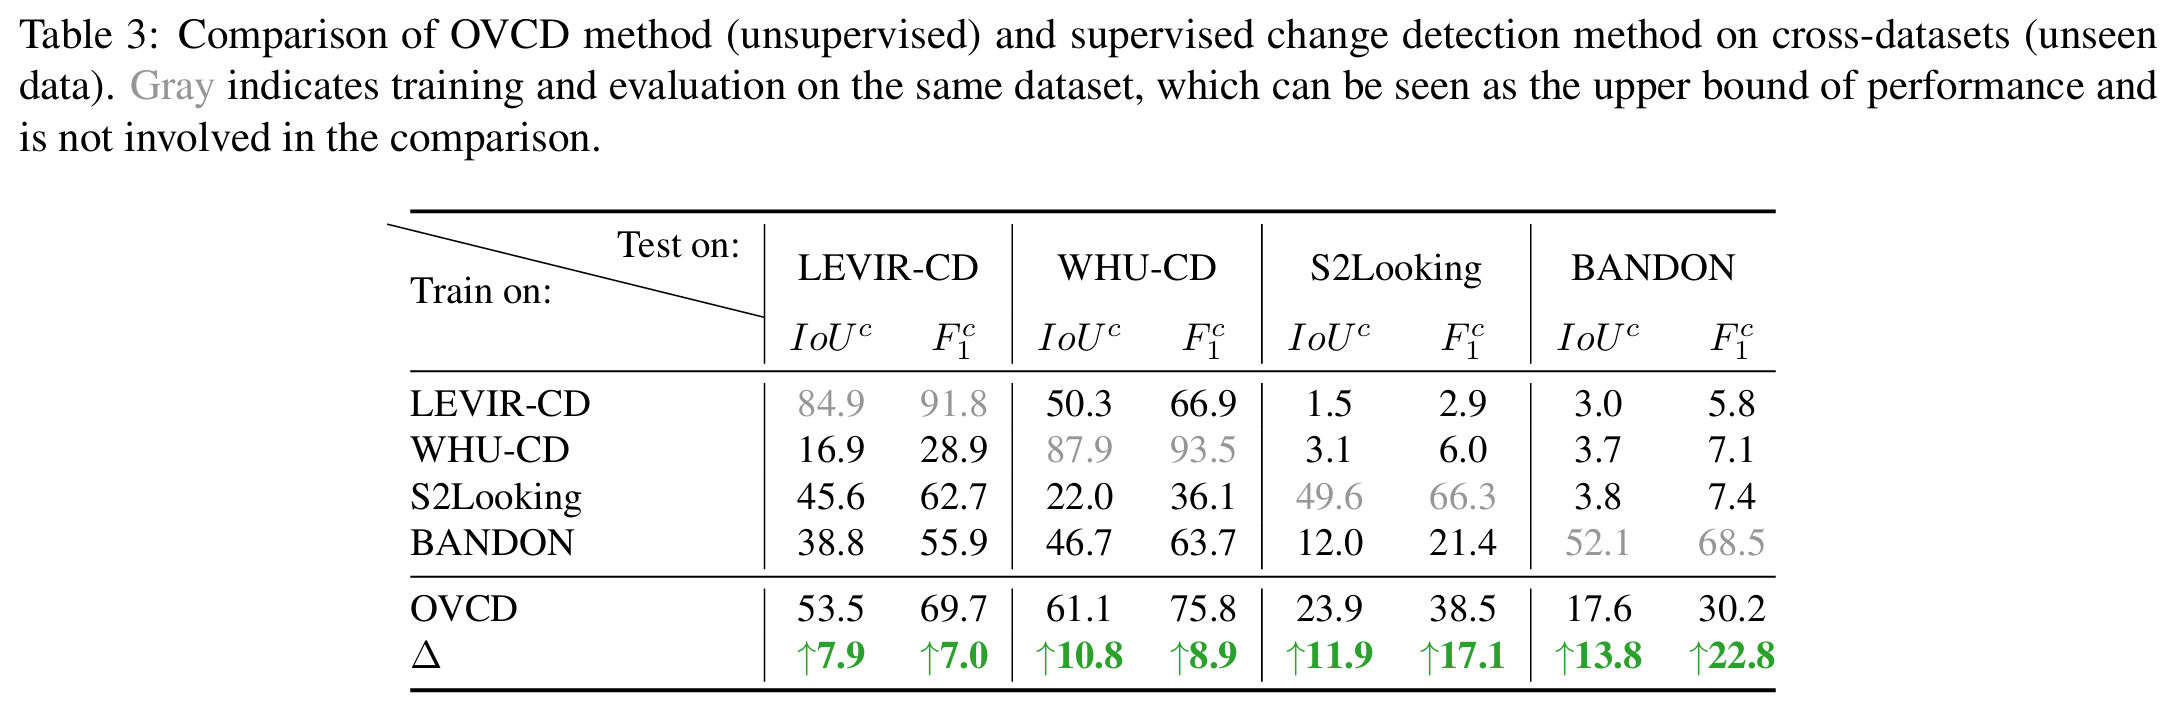 Table 3: Comparison of OVCD method (unsupervised) and supervised change detection method on cross-datasets (unseen
data). Gray indicates training and evaluation on the same dataset, which can be seen as the upper bound of performance and
is not involved in the comparison.
Test on:
Train on:
LEVIR-CD WHU-CD S2Looking BANDON
IoU^c F_1^c IoU^c F_1^c IoU^c F_1^c IoU^c F_1^c
LEVIR-CD 84.9 91.8 50.3 66.9 1.5 2.9 3.0 5.8
WHU-CD 16.9 28.9 87.9 93.5 3.1 6.0 3.7 7.1
S2Looking 45.6 62.7 22.0 36.1 49.6 66.3 3.8 7.4
BANDON 38.8 55.9 46.7 63.7 12.0 21.4 52.1 68.5
OVCD 53.5 69.7 61.1 75.8 23.9 38.5 17.6 30.2
Δ ↑7.9 ↑7.0 ↑10.8 ↑8.9 ↑11.9 ↑17.1 ↑13.8 ↑22.8